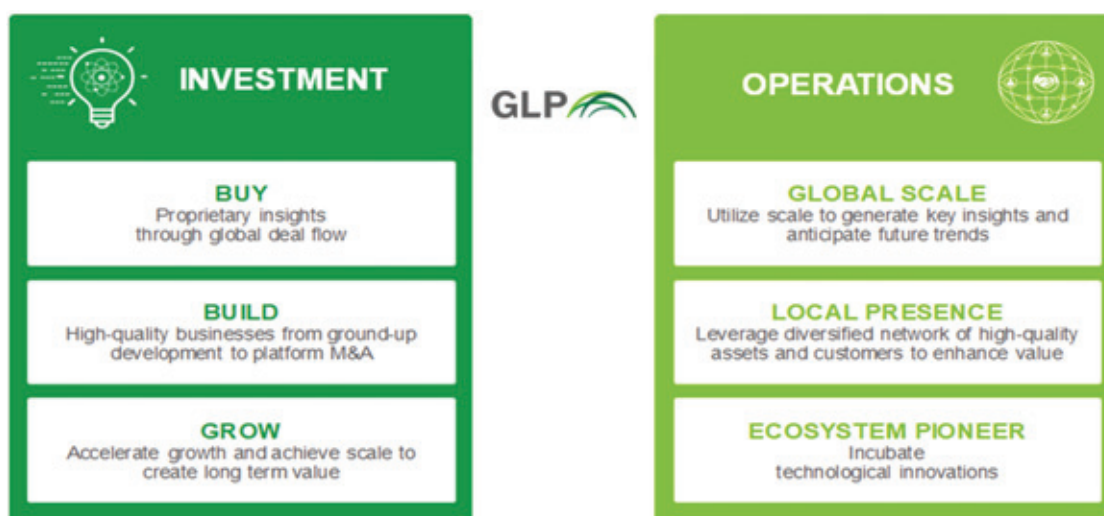 INVESTMENT
BUY
Proprietary insights
through global deal flow
BUILD
High-quality businesses from ground-up
development to platform M&A
GROW
Accelerate growth and achieve scale to
create long term value
GLP
OPERATIONS
GLOBAL SCALE
Utilize scale to generate key insights and
anticipate future trends
LOCAL PRESENCE
Leverage diversified network of high-quality
assets and customers to enhance value
ECOSYSTEM PIONEER
Incubate
technological innovations